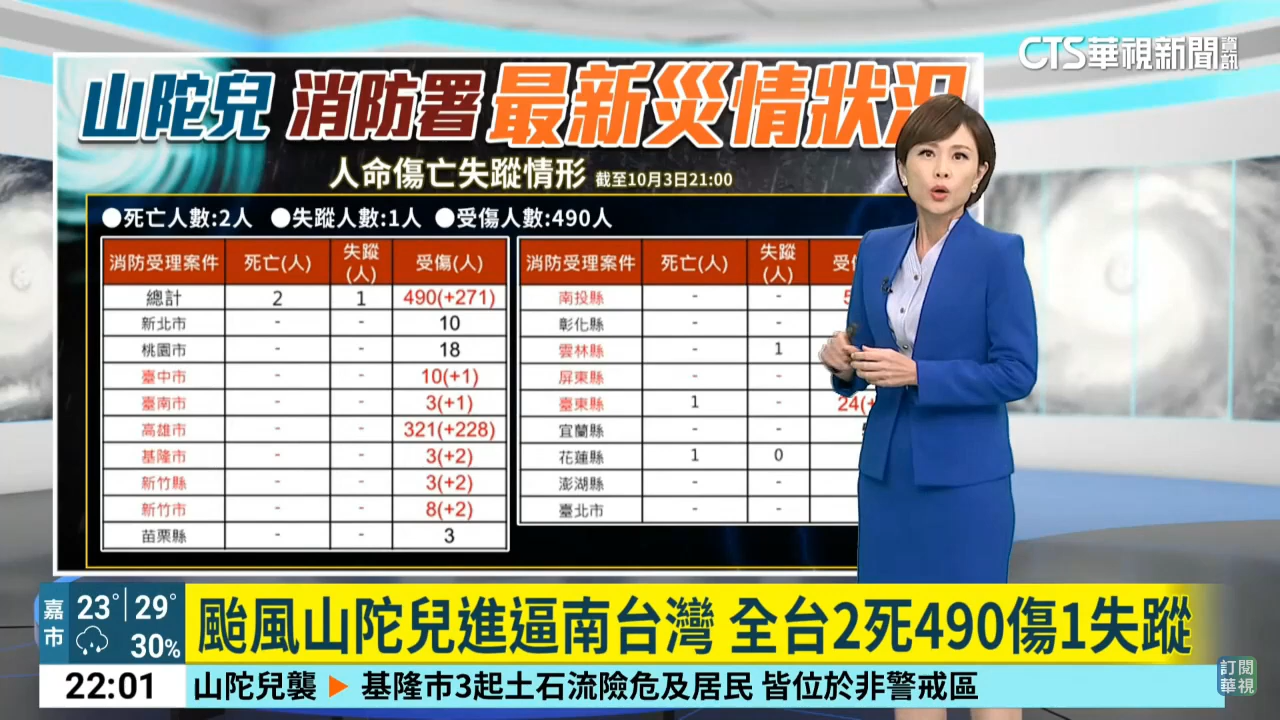 CTS華視新聞資訊
山陀兒 消防署 最新災情狀況
人命傷亡失蹤情形 截至10月3日21:00
●死亡人數:2人 ●失蹤人數:1人 ●受傷人數:490人
消防受理案件 死亡(人) 失蹤(人) 受傷(人)
總計 2 1 490(+271)
新北市 - - 10
桃園市 - - 18
臺中市 - - 10(+1)
臺南市 - - 3(+1)
高雄市 - - 321(+228)
基隆市 - - 3(+2)
新竹縣 - - 3(+2)
新竹市 - - 8(+2)
苗栗縣 - - 3
消防受理案件 死亡(人) 失蹤(人) 受
南投縣 - -
彰化縣 - -
雲林縣 - 1
屏東縣 - -
臺東縣 1 - 24(+
宜蘭縣 - -
花蓮縣 1 0
澎湖縣 - -
臺北市 - -
嘉市 23° 29° 30%
颱風山陀兒進逼南台灣 全台2死490傷1失蹤
22:01 山陀兒襲 ▶ 基隆市3起土石流險危及居民 皆位於非警戒區
訂閱
華視